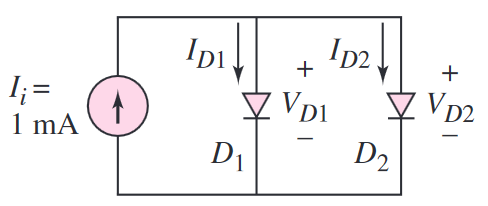 I_D1
I_D2
I_i =
1 mA
+
V_D1
−
+
V_D2
−
D_1
D_2